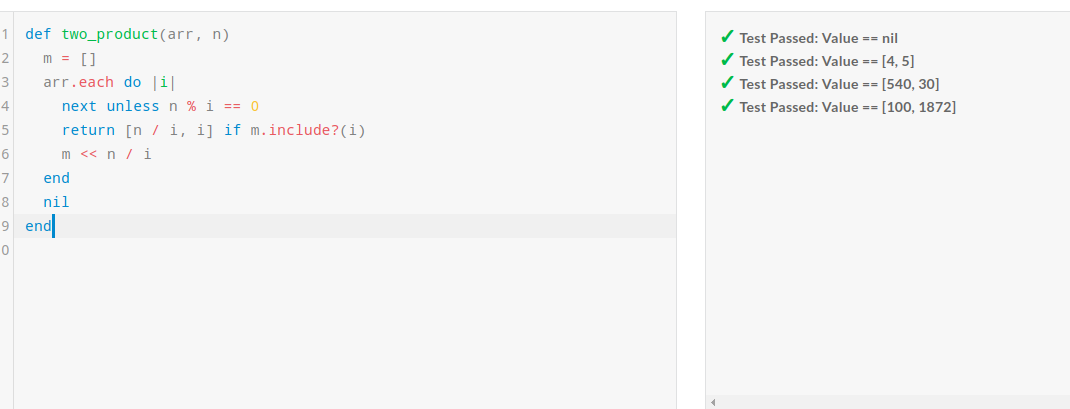 1 def two_product(arr, n)
2 m = []
3 arr.each do |i|
4 next unless n % i == 0
5 return [n / i, i] if m.include?(i)
6 m << n / i
7 end
8 nil
9 end
0
✓ Test Passed: Value == nil
✓ Test Passed: Value == [4, 5]
✓ Test Passed: Value == [540, 30]
✓ Test Passed: Value == [100, 1872]